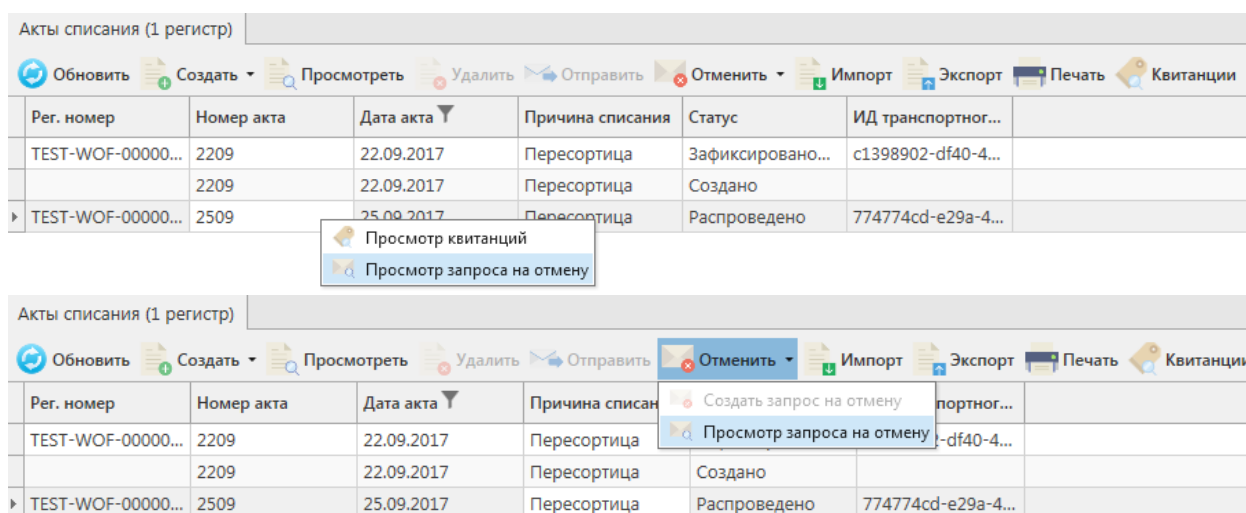 Акты списания (1 регистр)
Обновить Создать Просмотреть Удалить Отправить Отменить Импорт Экспорт Печать Квитанции
Рег. номер Номер акта Дата акта Причина списания Статус ИД транспортног...
TEST-WOF-00000... 2209 22.09.2017 Пересортица Зафиксировано... c1398902-df40-4...
2209 22.09.2017 Пересортица Создано
TEST-WOF-00000... 2509 25.09.2017 Пересортица Распроведено 774774cd-e29a-4...
Просмотр квитанций
Просмотр запроса на отмену
Акты списания (1 регистр)
Обновить Создать Просмотреть Удалить Отправить Отменить Импорт Экспорт Печать Квитанции
Рег. номер Номер акта Дата акта Причина списан Создать запрос на отмену портног...
TEST-WOF-00000... 2209 22.09.2017 Пересортица Просмотр запроса на отмену 2-df40-4...
2209 22.09.2017 Пересортица Создано
TEST-WOF-00000... 2509 25.09.2017 Пересортица Распроведено 774774cd-e29a-4...